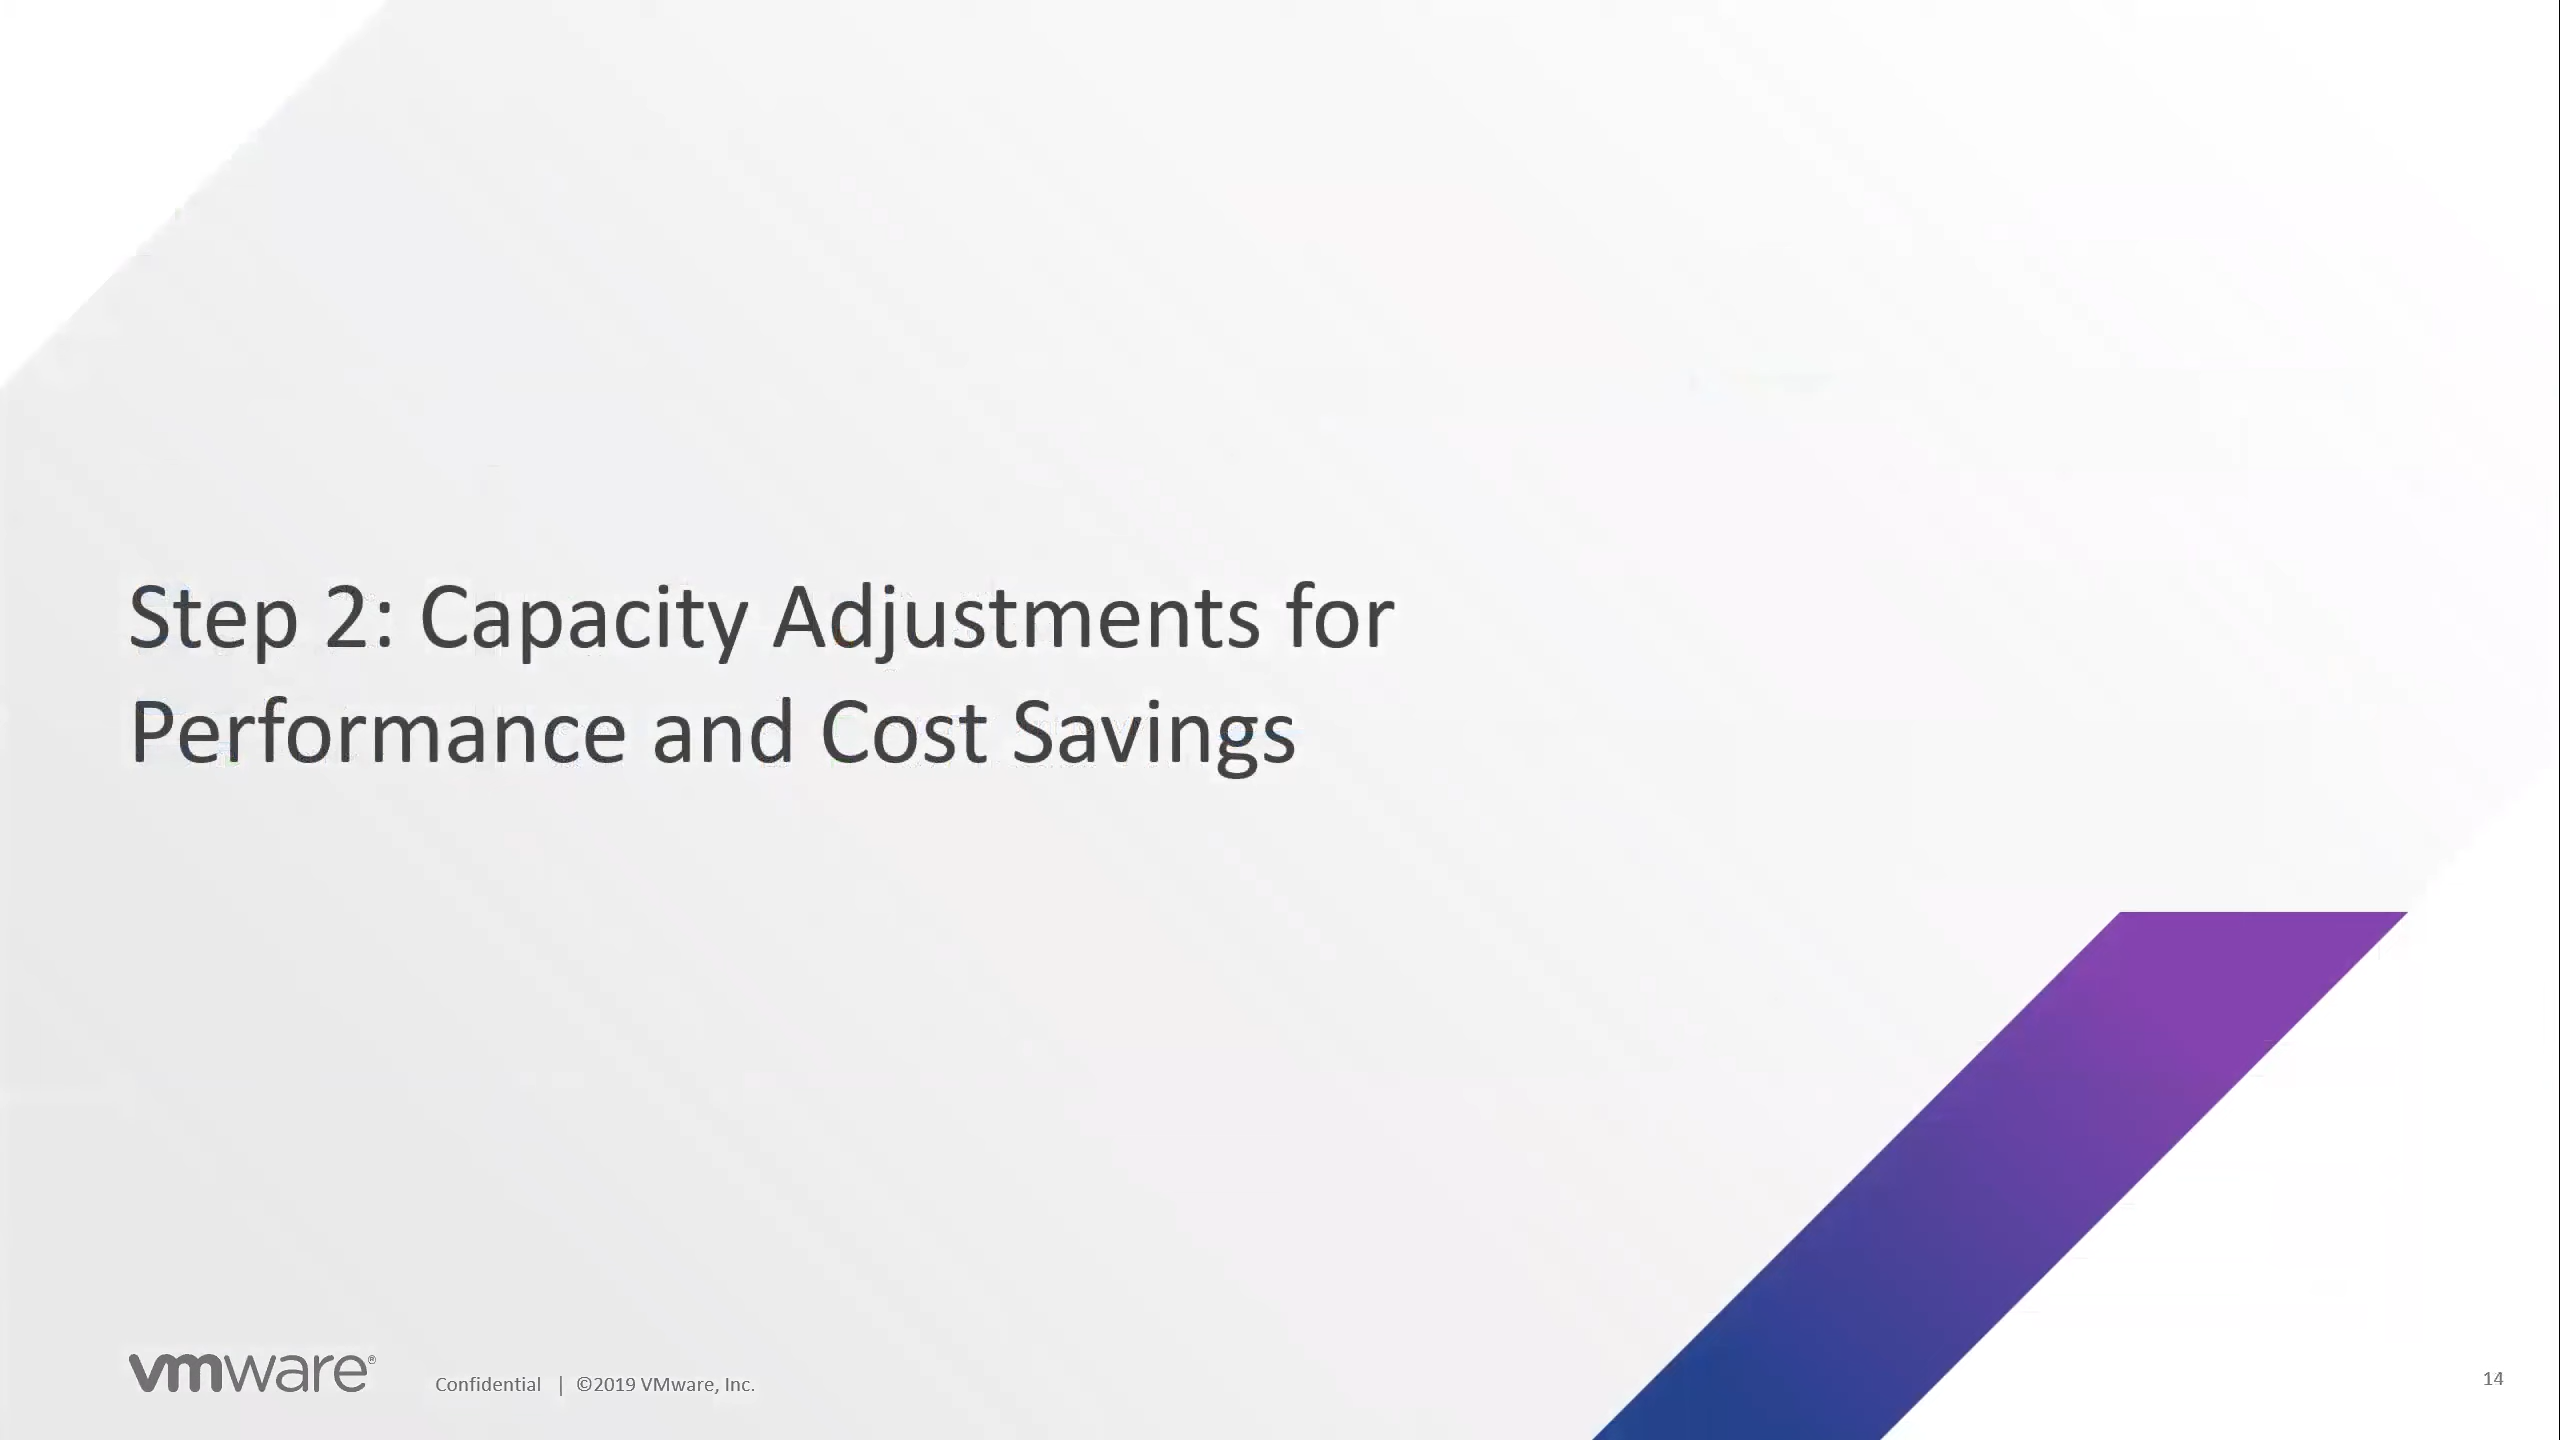 Step 2: Capacity Adjustments for
Performance and Cost Savings
vmware®
Confidential | ©2019 VMware, Inc.
14